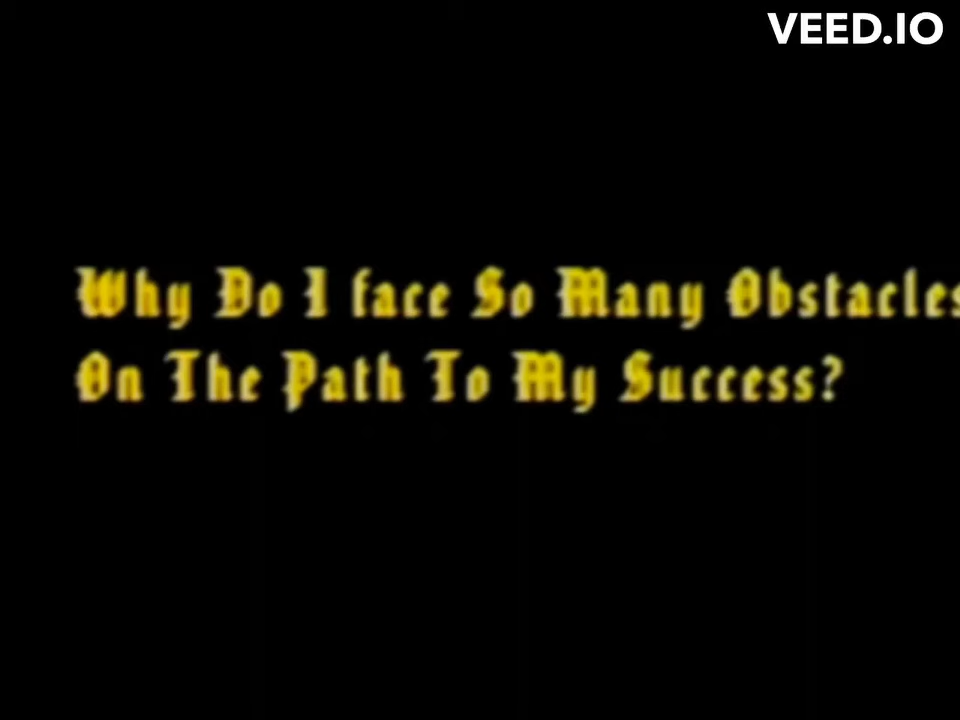 VEED.IO
Why Do I face So Many Obstacles
On The Path To My Success?